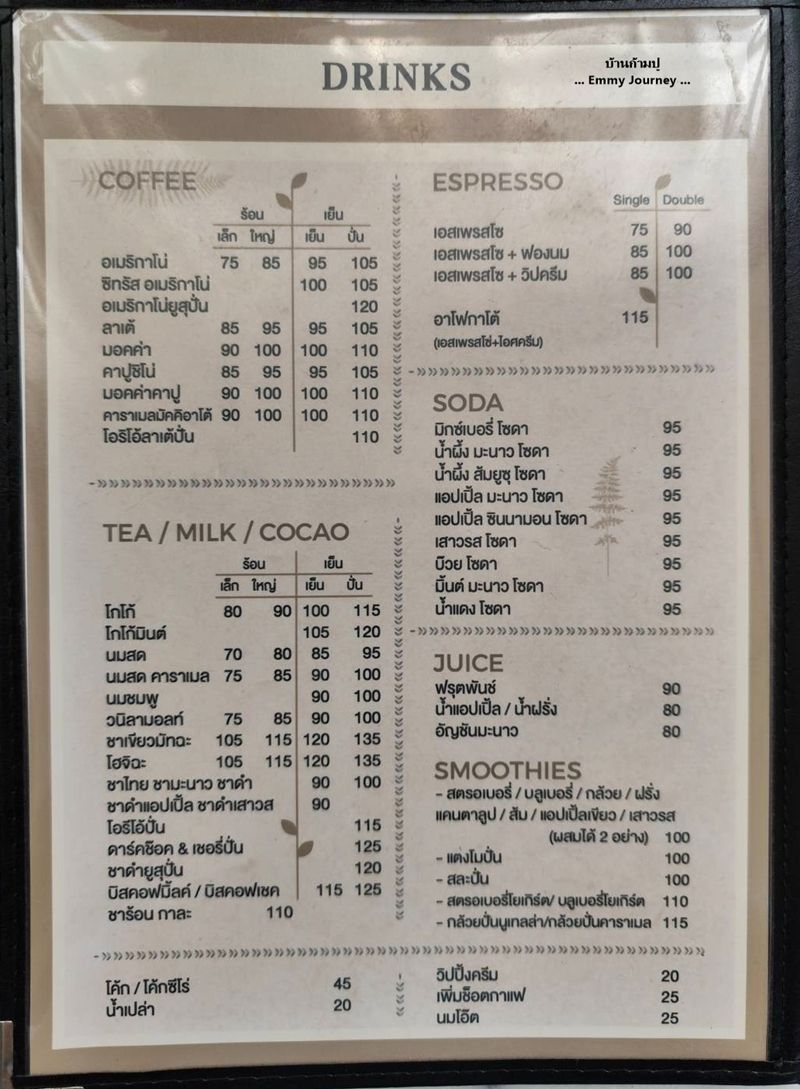 DRINKS
บ้านก้ามปู
... Emmy Journey ...
COFFEE
ร้อน เย็น
เล็ก ใหญ่ เย็น ปั่น
อเมริกาโน่ 75 85 95 105
ซิทรัส อเมริกาโน่ 100 105
อเมริกาโน่ยูสุปั่น 120
ลาเต้ 85 95 95 105
มอคค่า 90 100 100 110
คาปูชิโน่ 85 95 95 105
มอคค่าคาปู 90 100 100 110
คาราเมลมัคคิอาโต้ 90 100 100 110
โอริโอ้ลาเต้ปั่น 110
TEA / MILK / COCAO
ร้อน เย็น
เล็ก ใหญ่ เย็น ปั่น
โกโก้ 80 90 100 115
โกโก้มินต์ 105 120
นมสด 70 80 85 95
นมสด คาราเมล 75 85 90 100
นมชมพู 90 100
วนิลามอลท์ 75 85 90 100
ชาเขียวมัทฉะ 105 115 120 135
โฮจิฉะ 105 115 120 135
ชาไทย ชามะนาว ชาดำ 90 100
ชาดำแอปเปิ้ล ชาดำเสาวส 90
โอรีโอ้ปั่น 115
ดาร์คช็อค & เชอรี่ปั่น 125
ชาดำยูสุปั่น 120
บิสคอฟมิ้ลค์ / บิสคอฟเชค 115 125
ชาร้อน กาละ 110
โค้ก / โค้กซีโร่ 45
น้ำเปล่า 20
ESPRESSO
Single Double
เอสเพรสโซ 75 90
เอสเพรสโซ + ฟองนม 85 100
เอสเพรสโซ + วิปครีม 85 100
อาโฟกาโต้ 115
(เอสเพรสโซ่+ไอศครีม)
SODA
มิกซ์เบอรี่ โซดา 95
น้ำผึ้ง มะนาว โซดา 95
น้ำผึ้ง ส้มยูซุ โซดา 95
แอปเปิ้ล มะนาว โซดา 95
แอปเปิ้ล ซินนามอน โซดา 95
เสาวรส โซดา 95
บ๊วย โซดา 95
มิ้นต์ มะนาว โซดา 95
น้ำแดง โซดา 95
JUICE
ฟรุตพันช์ 90
น้ำแอปเปิ้ล / น้ำฝรั่ง 80
อัญชันมะนาว 80
SMOOTHIES
- สตรอเบอรี่ / บลูเบอรี่ / กล้วย / ฝรั่ง
แคนตาลูป / ส้ม / แอปเปิ้ลเขียว / เสาวรส
(ผสมได้ 2 อย่าง) 100
- แตงโมปั่น 100
- สละปั่น 100
- สตรอเบอรี่โยเกิร์ต/ บลูเบอรี่โยเกิร์ต 110
- กล้วยปั่นนูเทลล่า/กล้วยปั่นคาราเมล 115
วิปปิ้งครีม 20
เพิ่มช็อตกาแฟ 25
นมโอ๊ต 25